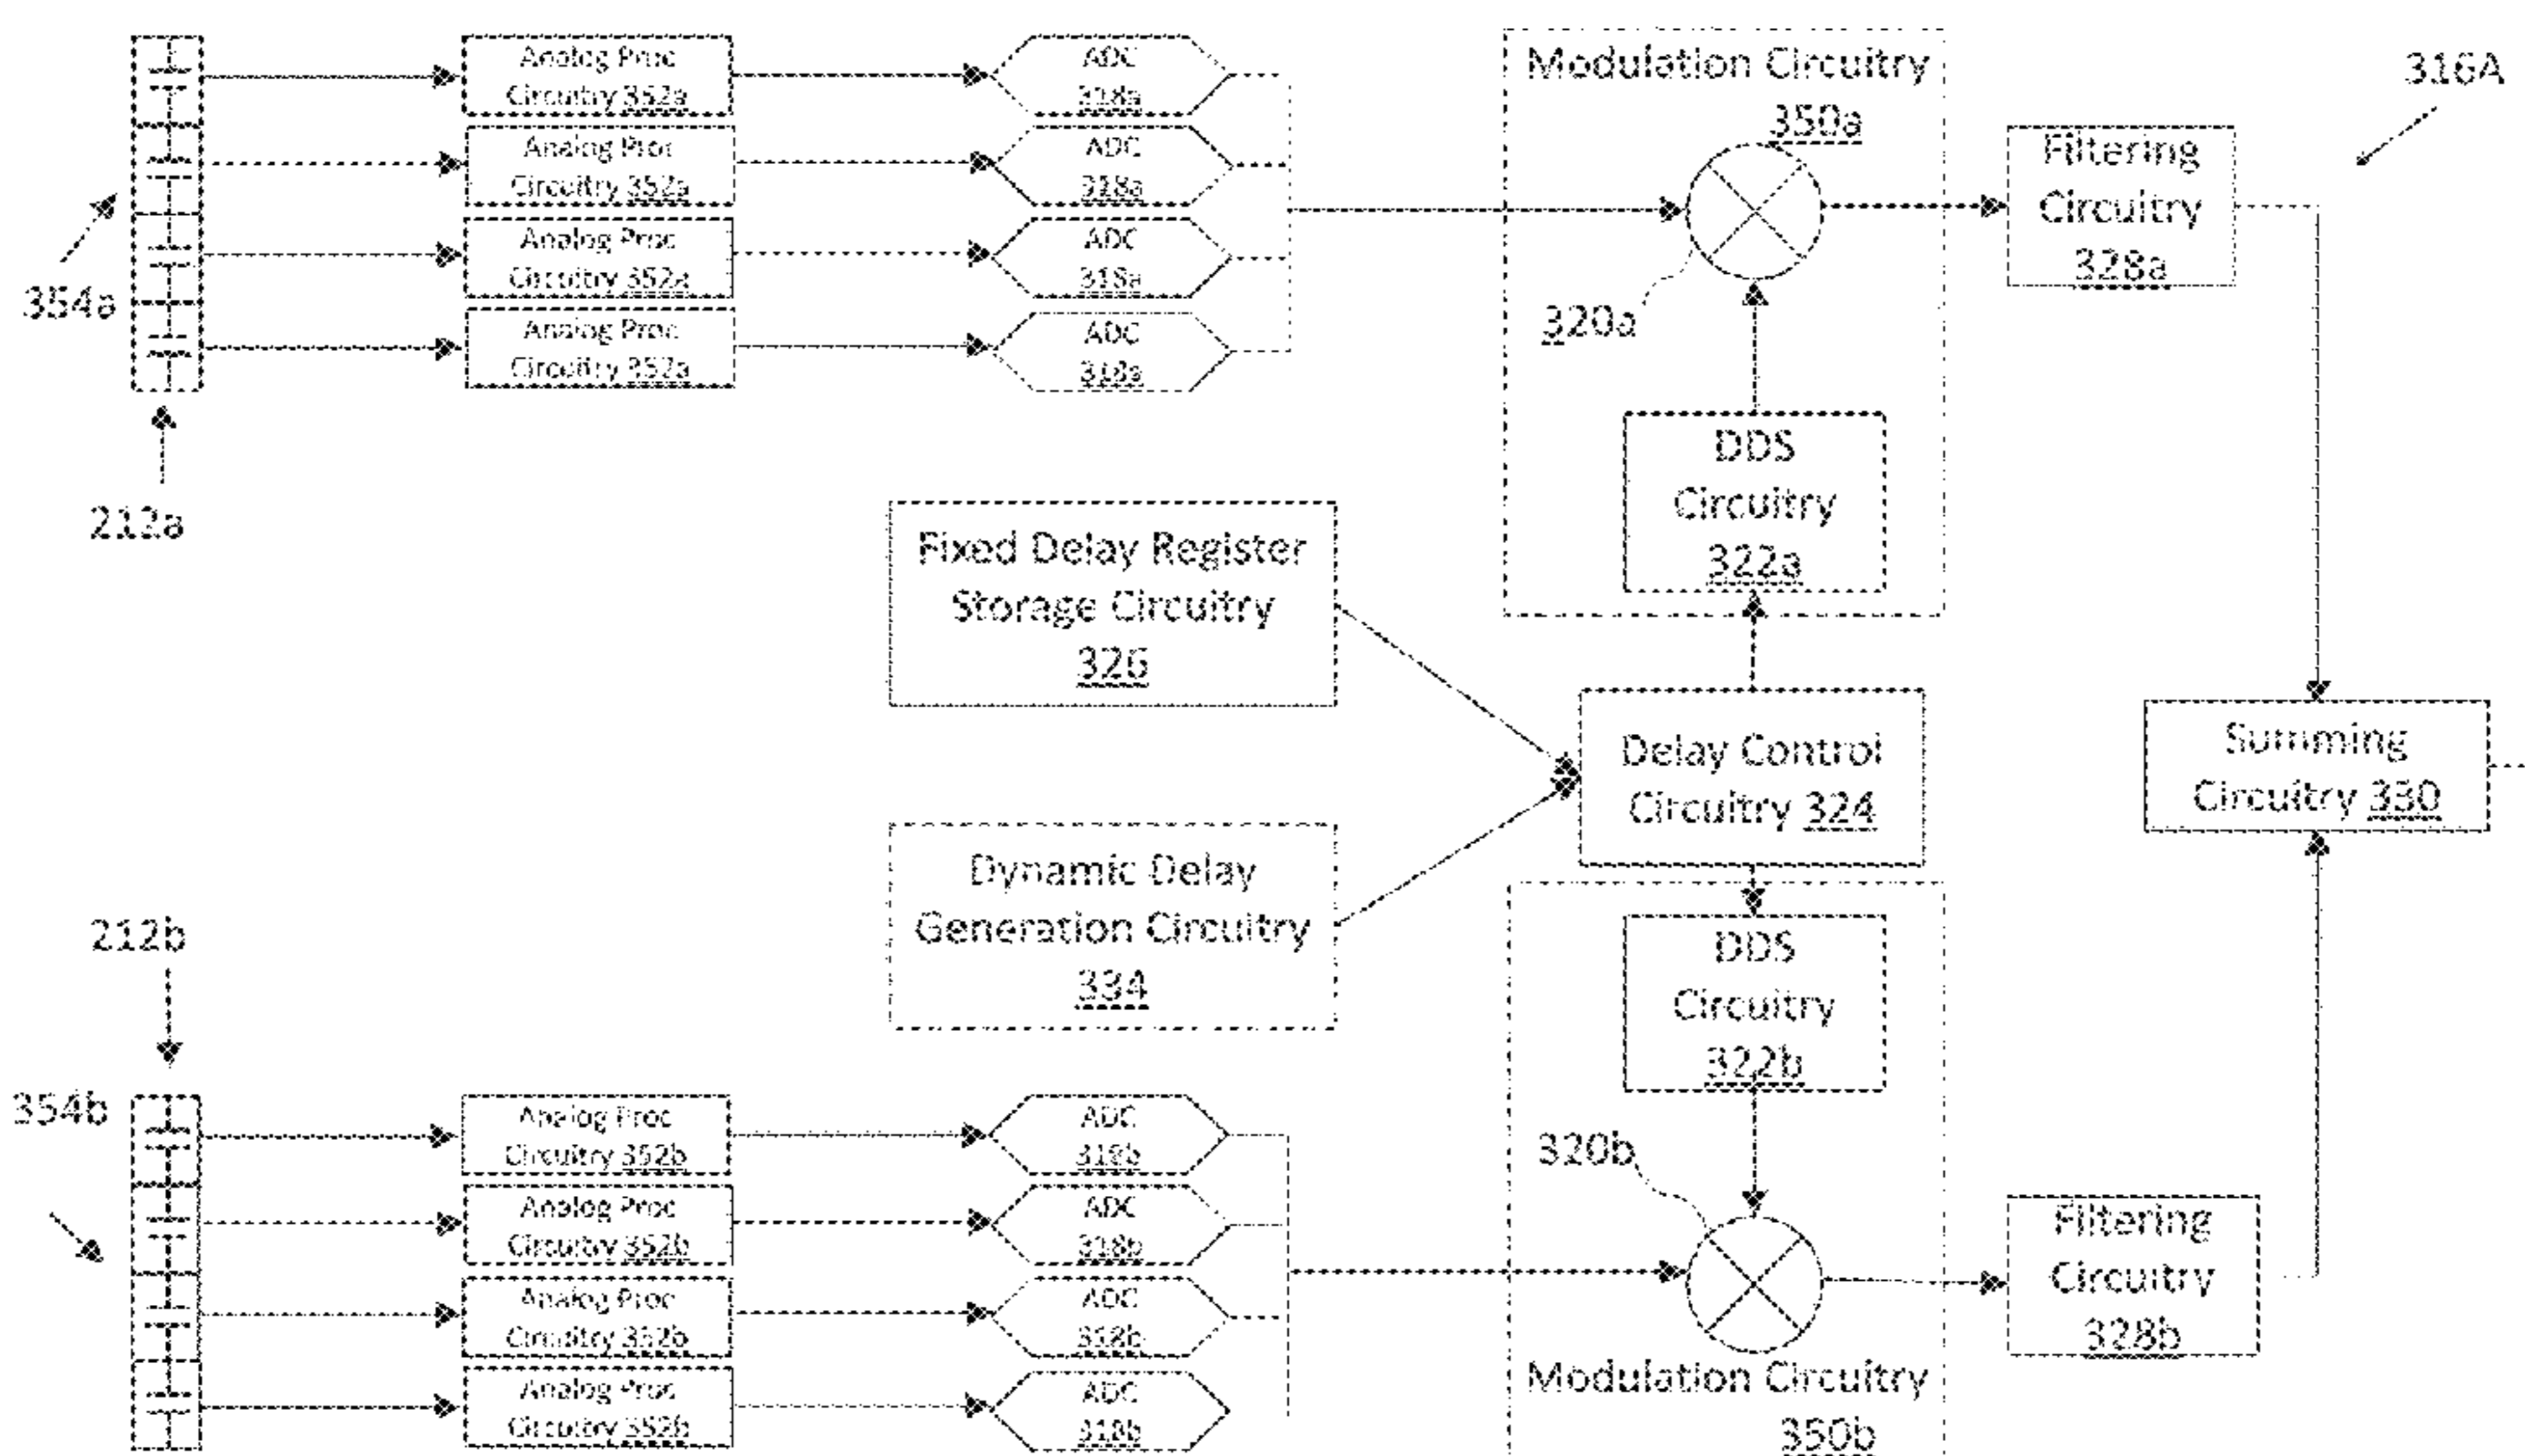 Analog Proc
Circuitry 352a
ADC
318a
Analog Proc
Circuitry 352a
ADC
318a
Analog Proc
Circuitry 352a
ADC
318a
Analog Proc
Circuitry 352a
ADC
318a
354a
212a
Modulation Circuitry
350a
320a
DDS
Circuitry
322a
Filtering
Circuitry
328a
316A
Fixed Delay Register
Storage Circuitry
326
Delay Control
Circuitry 324
Summing
Circuitry 330
Dynamic Delay
Generation Circuitry
334
212b
354b
DDS
Circuitry
322b
320b
Analog Proc
Circuitry 352b
ADC
318b
Analog Proc
Circuitry 352b
ADC
318b
Analog Proc
Circuitry 352b
ADC
318b
Analog Proc
Circuitry 352b
ADC
318b
Filtering
Circuitry
328b
Modulation Circuitry
350b